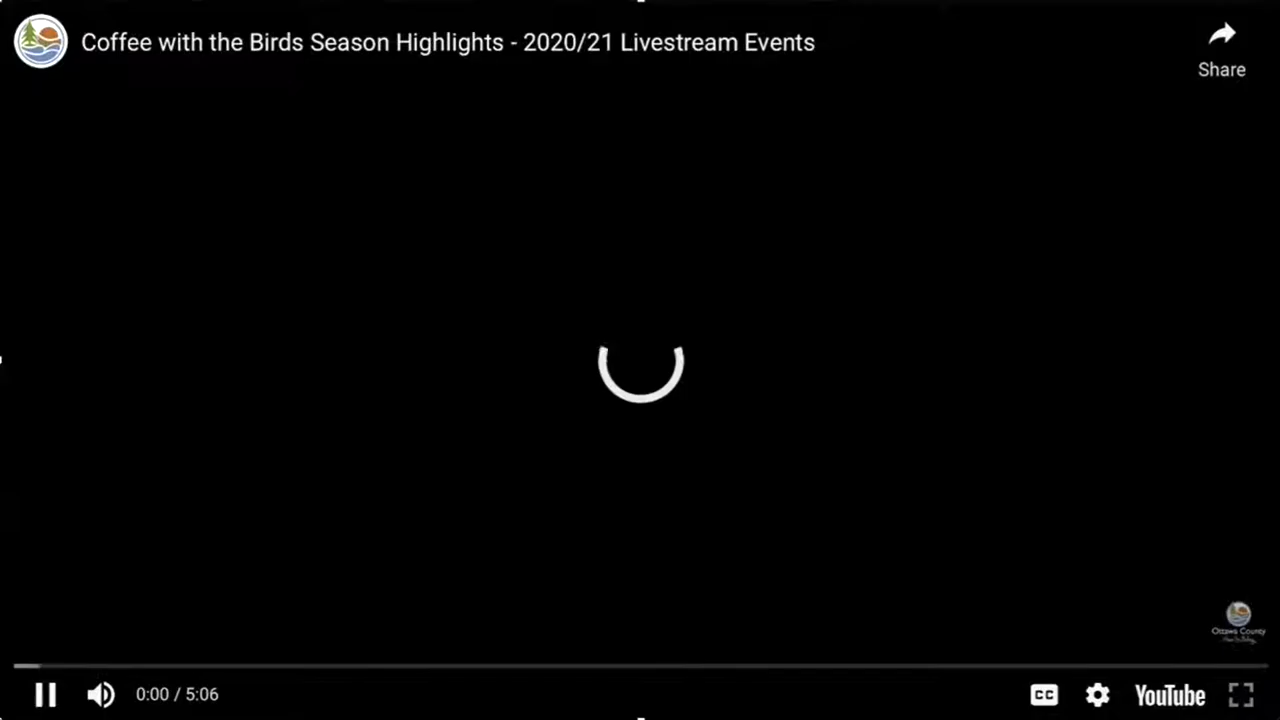 Coffee with the Birds Season Highlights - 2020/21 Livestream Events
Share
Ottawa County
0:00 / 5:06
CC
YouTube